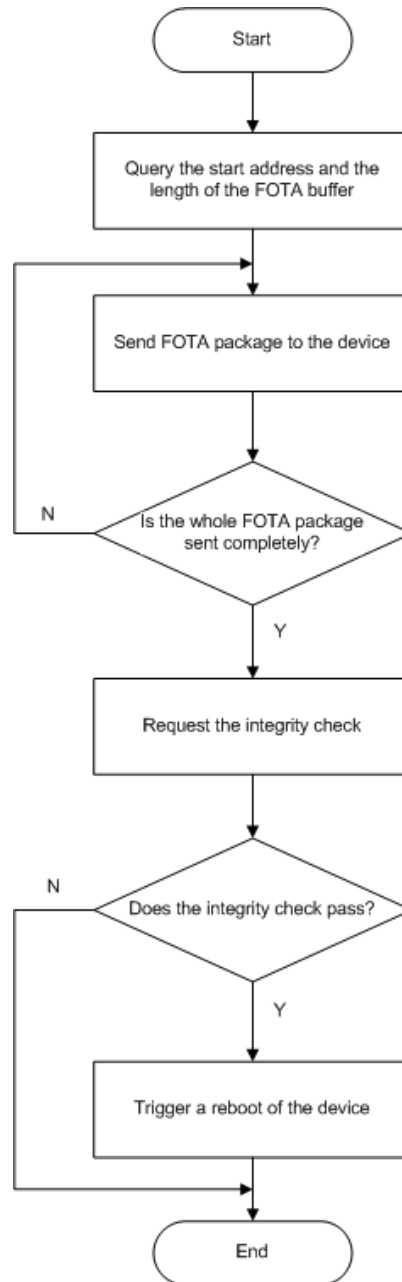 Start
Query the start address and the
length of the FOTA buffer
Send FOTA package to the device
N
Is the whole FOTA package
sent completely?
Y
Request the integrity check
N
Does the integrity check pass?
Y
Trigger a reboot of the device
End